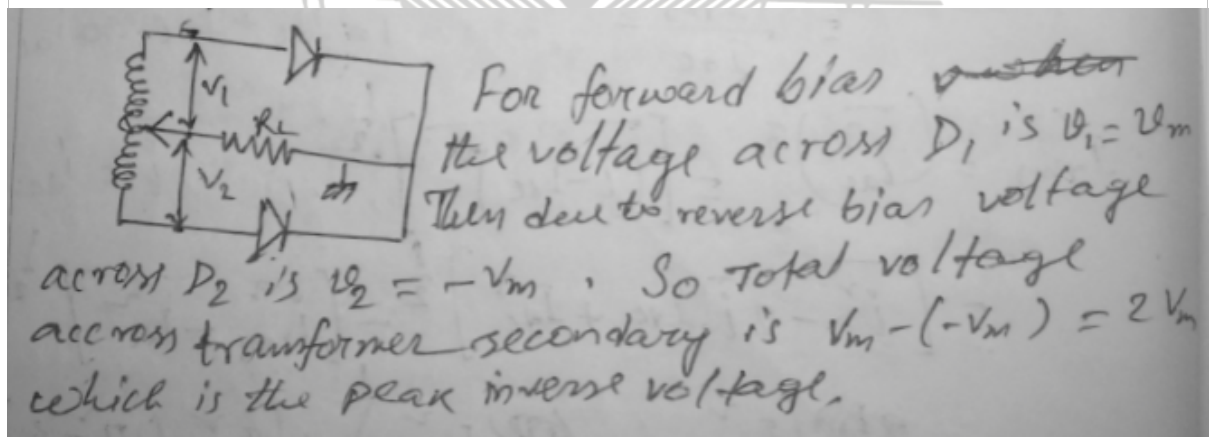 V1
RL
V2
For forward bias
the voltage across D1 is v1 = vm
Then due to reverse bias voltage
across D2 is v2 = -Vm . So Total voltage
accross transformer secondary is Vm-(-Vm) = 2 Vm
which is the peak inverse voltage.